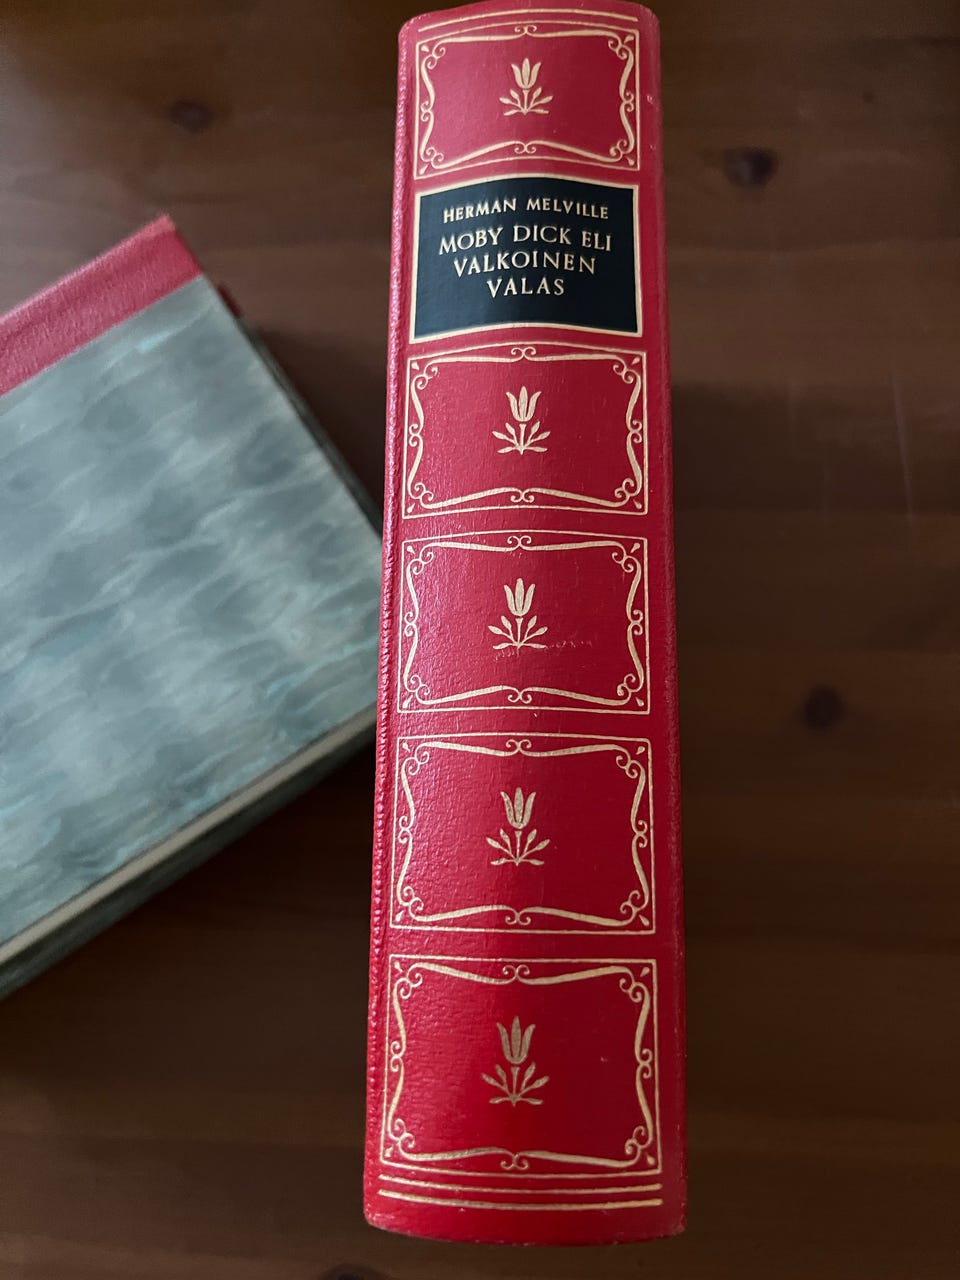 HERMAN MELVILLE
MOBY DICK ELI
VALKOINEN
VALAS